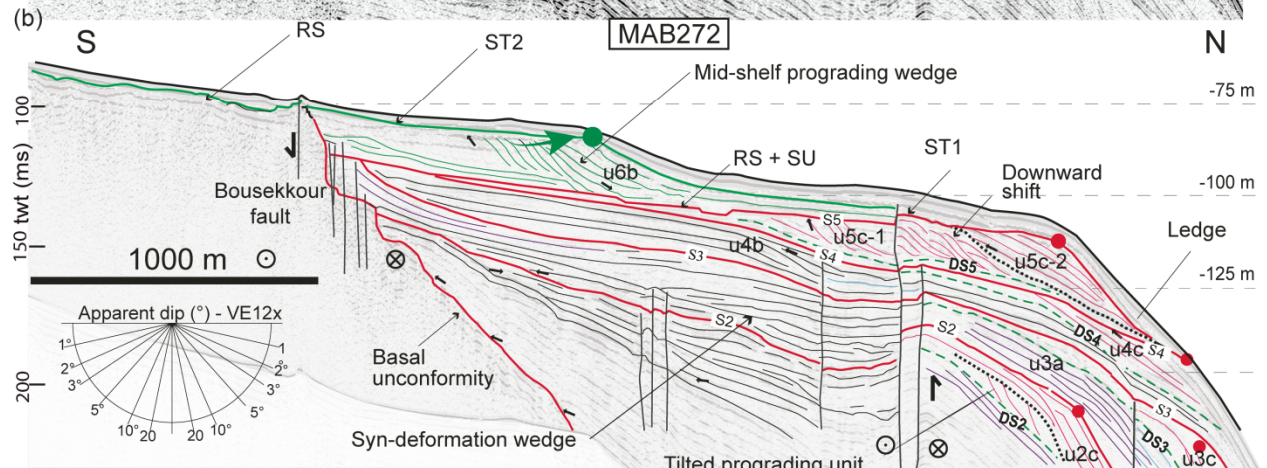 (b)
S
RS
ST2
MAB272
N
Mid-shelf prograding wedge
-75 m
100
twt (ms)
150
200
u6b
RS + SU
ST1
Downward
shift
-100 m
Bousekkour
fault
S5
u5c-1
u5c-2
Ledge
u4b
S4
S3
DS5
-125 m
1000 m
Apparent dip (°) - VE12x
1°
2°
3°
5°
10°
20
20
10°
5°
3°
2°
1
Basal
unconformity
S2
S2
DS4
u4c
S4
u3a
S3
DS2
DS3
u2c
u3c
Syn-deformation wedge
Tilted prograding unit